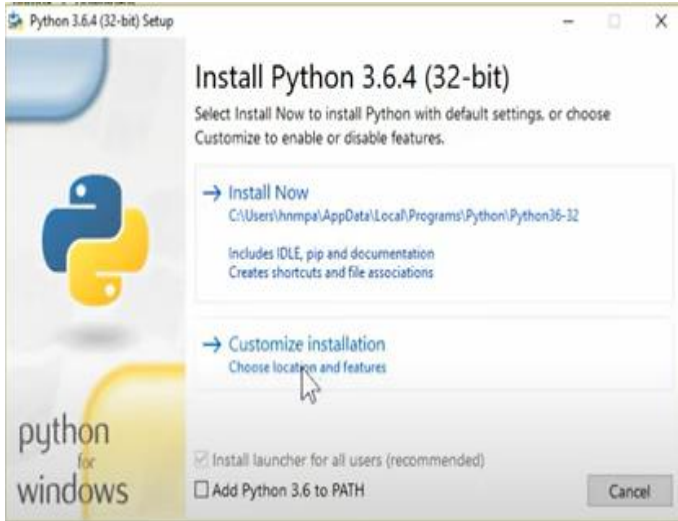 Python 3.6.4 (32-bit) Setup
Install Python 3.6.4 (32-bit)
Select Install Now to install Python with default settings, or choose
Customize to enable or disable features.
Install Now
C:\Users\hnmpa\AppData\Local\Programs\Python\Python36-32
Includes IDLE, pip and documentation
Creates shortcuts and file associations
Customize installation
Choose location and features
python
for
windows
Install launcher for all users (recommended)
Add Python 3.6 to PATH
Cancel